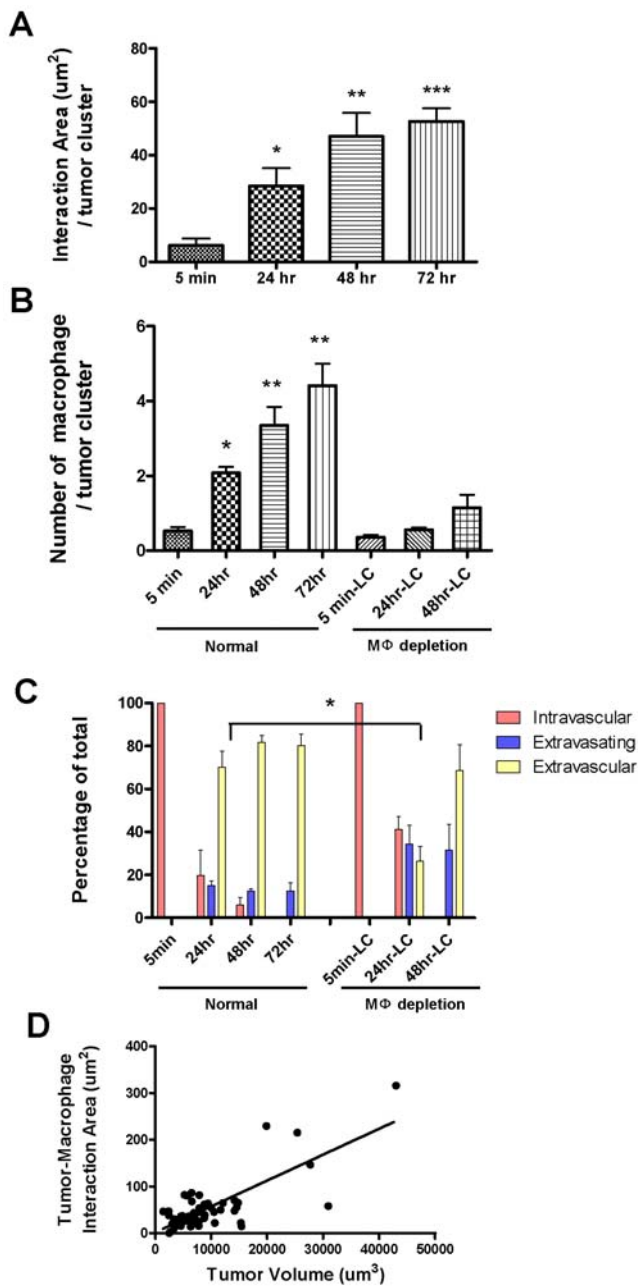 A
Interaction Area (um²)
/ tumor cluster
80
60
40
20
0
*
**
***
5 min
24 hr
48 hr
72 hr
B
Number of macrophage
/ tumor cluster
6
4
2
0
*
**
**
5 min
24hr
48hr
72hr
5 min-LC
24hr-LC
48hr-LC
Normal
MΦ depletion
C
Percentage of total
100
80
60
40
20
0
*
Intravascular
Extravasating
Extravascular
5min
24hr
48hr
72hr
5min-LC
24hr-LC
48hr-LC
Normal
MΦ depletion
D
Tumor-Macrophage
Interaction Area (um²)
400
300
200
100
0
0
10000
20000
30000
40000
50000
Tumor Volume (um³)